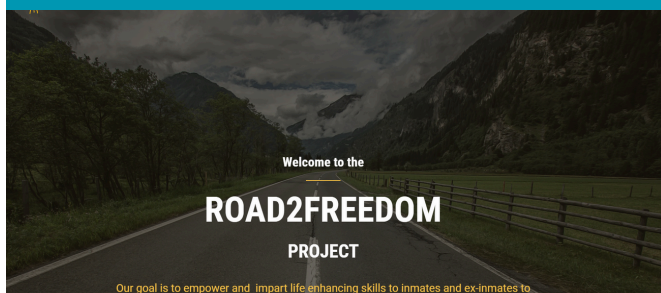 Welcome to the
ROAD2FREEDOM
PROJECT
Our goal is to empower and impart life enhancing skills to inmates and ex-inmates to